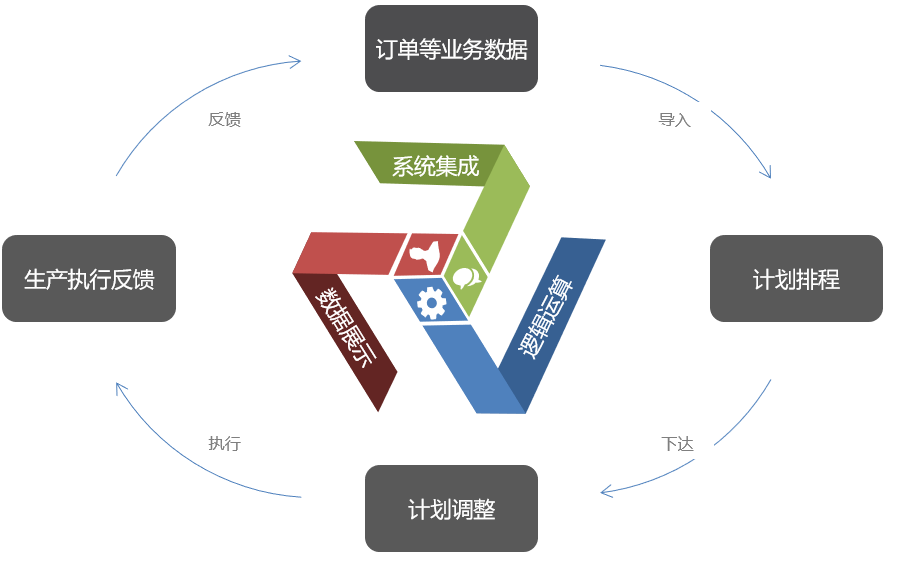 订单等业务数据
反馈
导入
系统集成
生产执行反馈
计划排程
数据展示
逻辑运算
执行
下达
计划调整